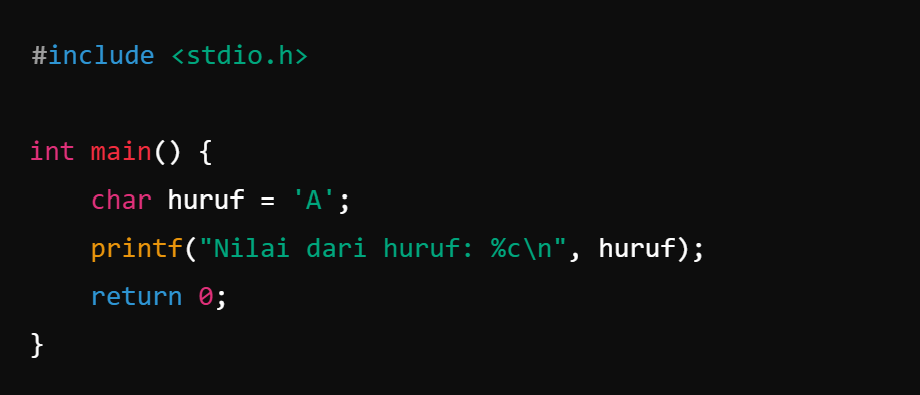 #include <stdio.h>
int main() {
char huruf = 'A';
printf("Nilai dari huruf: %c\n", huruf);
return 0;
}